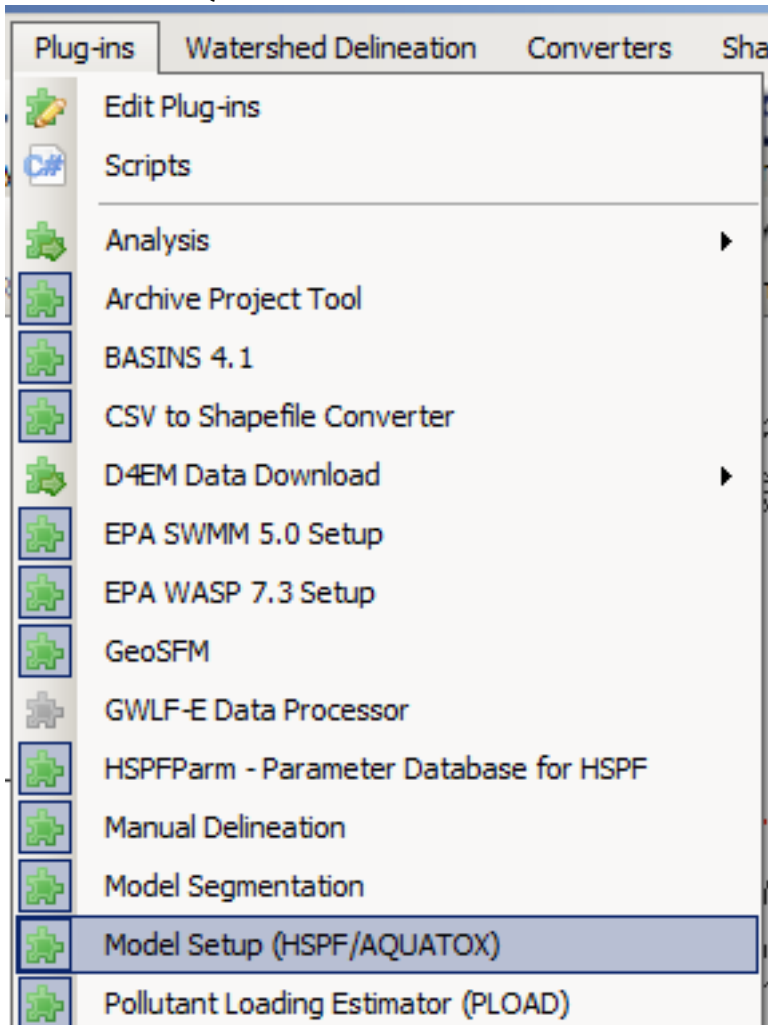 Plug-ins Watershed Delineation Converters Sha
Edit Plug-ins
C# Scripts
Analysis
Archive Project Tool
BASINS 4.1
CSV to Shapefile Converter
D4EM Data Download
EPA SWMM 5.0 Setup
EPA WASP 7.3 Setup
GeoSFM
GWLF-E Data Processor
HSPFParm - Parameter Database for HSPF
Manual Delineation
Model Segmentation
Model Setup (HSPF/AQUATOX)
Pollutant Loading Estimator (PLOAD)